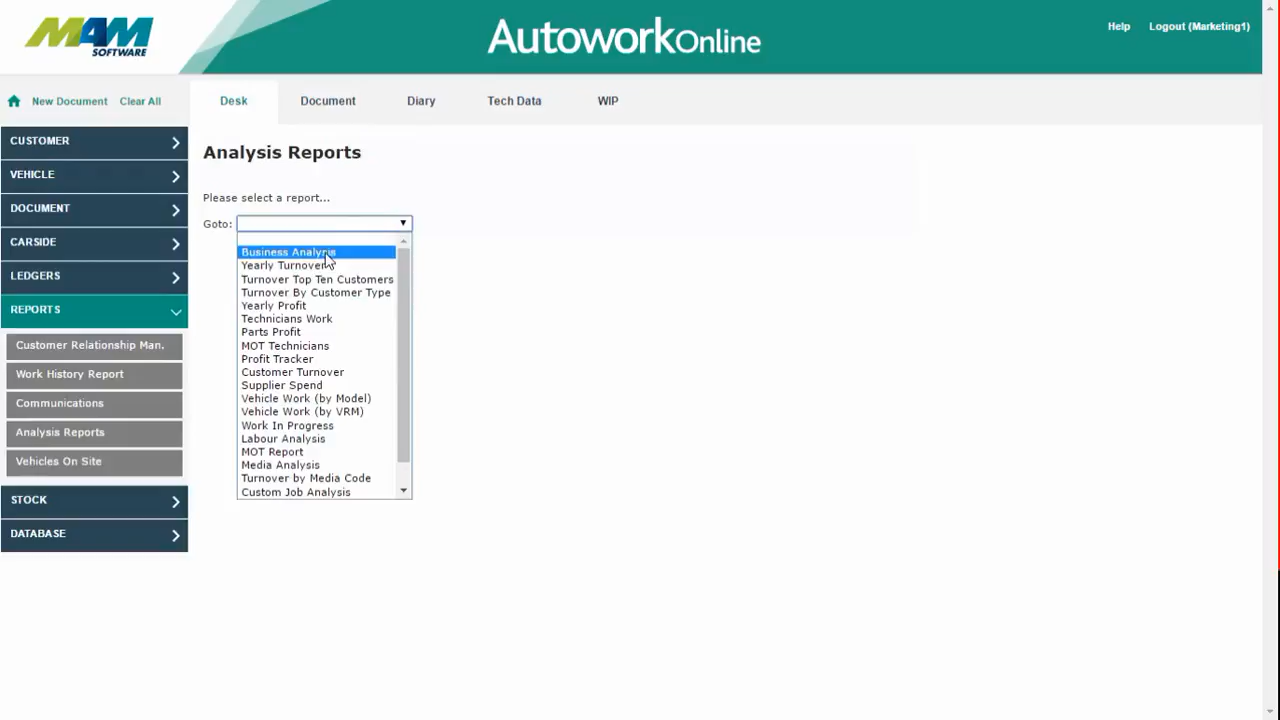 MAM
SOFTWARE
AutoworkOnline
Help
Logout (Marketing1)
New Document
Clear All
Desk
Document
Diary
Tech Data
WIP
CUSTOMER
VEHICLE
DOCUMENT
CARSIDE
LEDGERS
REPORTS
Customer Relationship Man.
Work History Report
Communications
Analysis Reports
Vehicles On Site
STOCK
DATABASE
Analysis Reports
Please select a report...
Goto:
Business Analysis
Yearly Turnover
Turnover Top Ten Customers
Turnover By Customer Type
Yearly Profit
Technicians Work
Parts Profit
MOT Technicians
Profit Tracker
Customer Turnover
Supplier Spend
Vehicle Work (by Model)
Vehicle Work (by VRM)
Work In Progress
Labour Analysis
MOT Report
Media Analysis
Turnover by Media Code
Custom Job Analysis